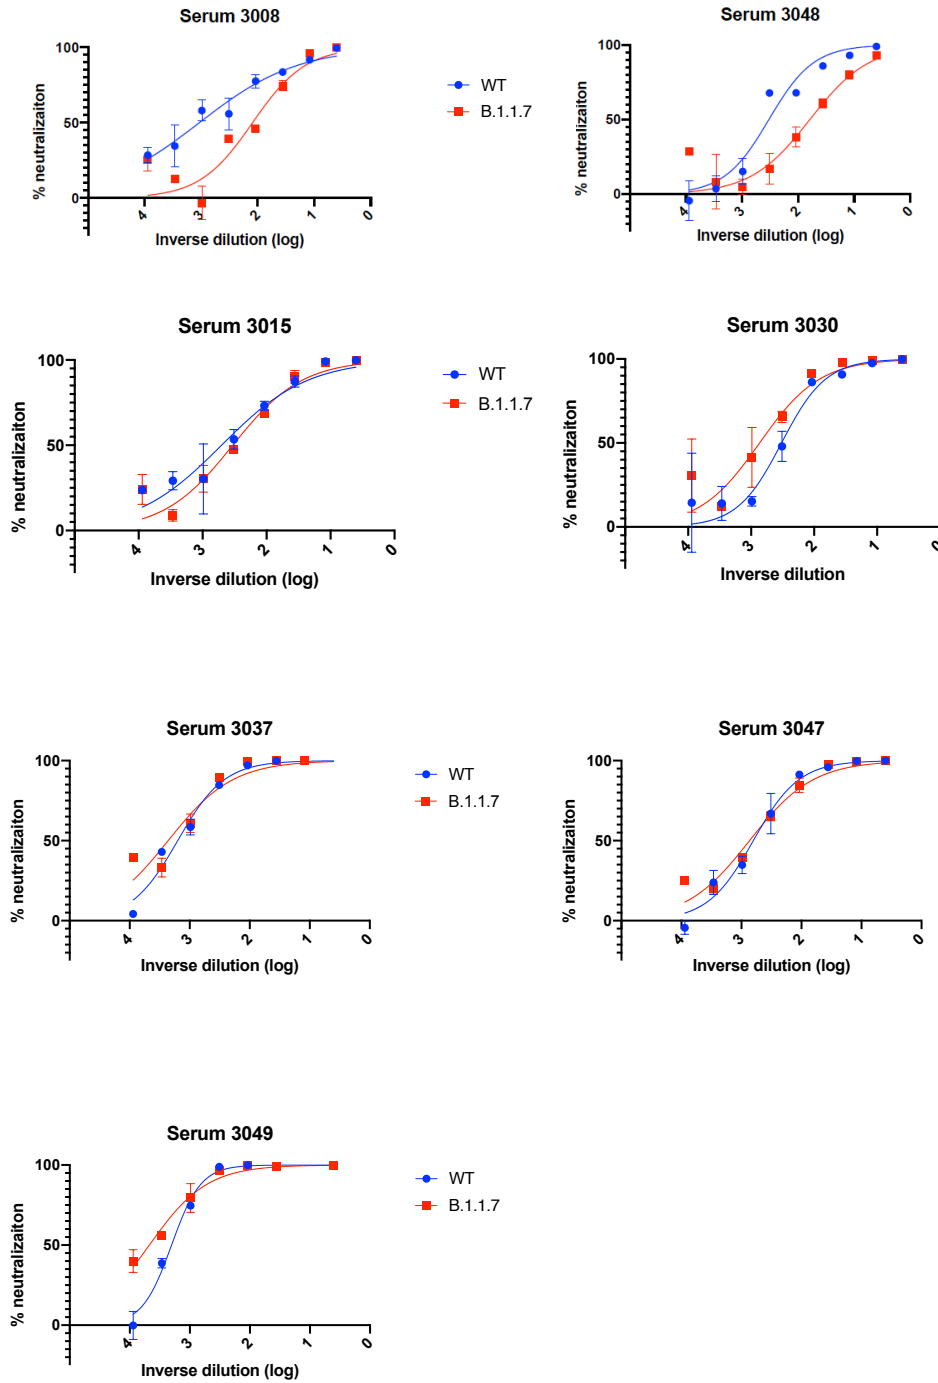 Serum 3008
% neutralizaiton
100
50
0
4 3 2 1 0
Inverse dilution (log)
WT
B.1.1.7
Serum 3048
% neutralizaiton
100
50
0
4 3 2 1 0
Inverse dilution (log)
Serum 3015
% neutralizaiton
100
50
0
4 3 2 1 0
Inverse dilution (log)
WT
B.1.1.7
Serum 3030
% neutralizaiton
100
50
0
4 3 2 1 0
Inverse dilution
Serum 3037
% neutralizaiton
100
50
0
4 3 2 1 0
Inverse dilution (log)
WT
B.1.1.7
Serum 3047
% neutralizaiton
100
50
0
4 3 2 1 0
Inverse dilution (log)
Serum 3049
% neutralizaiton
100
50
0
4 3 2 1 0
Inverse dilution (log)
WT
B.1.1.7